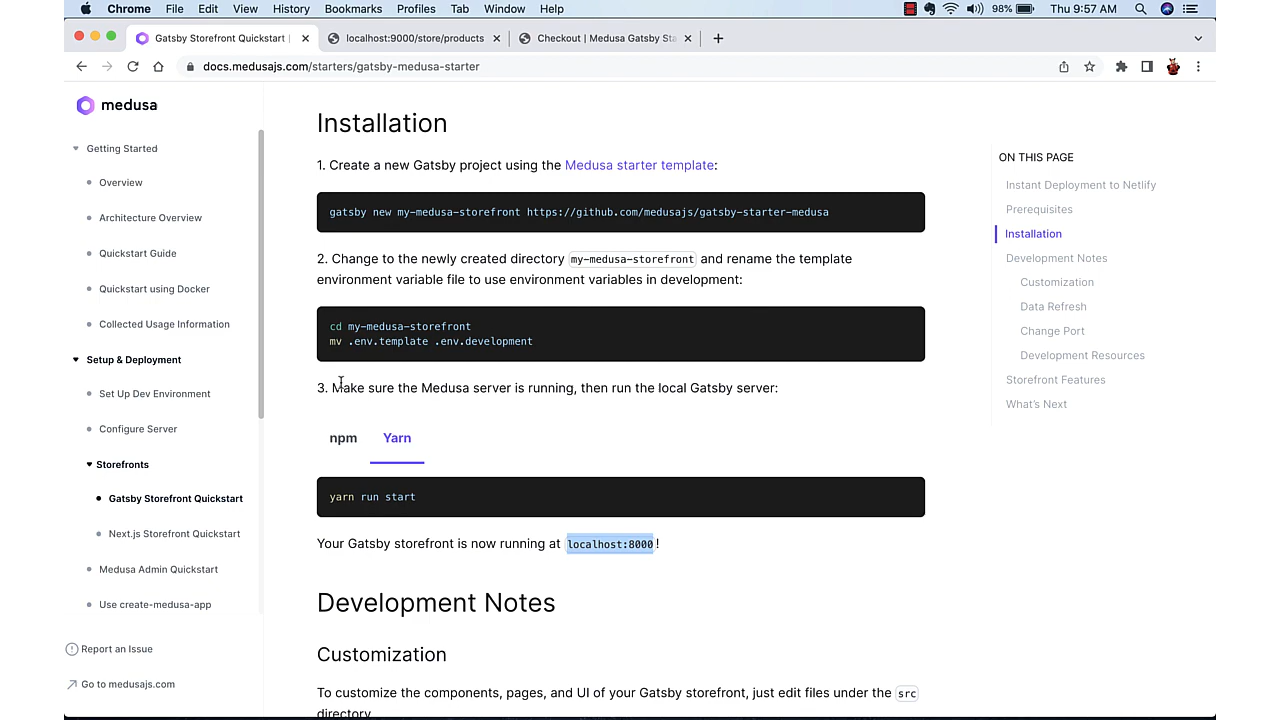 Chrome File Edit View History Bookmarks Profiles Tab Window Help 98% Thu 9:57 AM
Gatsby Storefront Quickstart | localhost:9000/store/products Checkout | Medusa Gatsby Sta
docs.medusajs.com/starters/gatsby-medusa-starter
medusa
Getting Started
Overview
Architecture Overview
Quickstart Guide
Quickstart using Docker
Collected Usage Information
Setup & Deployment
Set Up Dev Environment
Configure Server
Storefronts
Gatsby Storefront Quickstart
Next.js Storefront Quickstart
Medusa Admin Quickstart
Use create-medusa-app
Report an Issue
Go to medusajs.com
Installation
1. Create a new Gatsby project using the Medusa starter template:
gatsby new my-medusa-storefront https://github.com/medusajs/gatsby-starter-medusa
2. Change to the newly created directory my-medusa-storefront and rename the template
environment variable file to use environment variables in development:
cd my-medusa-storefront
mv .env.template .env.development
3. Make sure the Medusa server is running, then run the local Gatsby server:
npm Yarn
yarn run start
Your Gatsby storefront is now running at localhost:8000!
Development Notes
Customization
To customize the components, pages, and UI of your Gatsby storefront, just edit files under the src
directory.
ON THIS PAGE
Instant Deployment to Netlify
Prerequisites
Installation
Development Notes
Customization
Data Refresh
Change Port
Development Resources
Storefront Features
What's Next